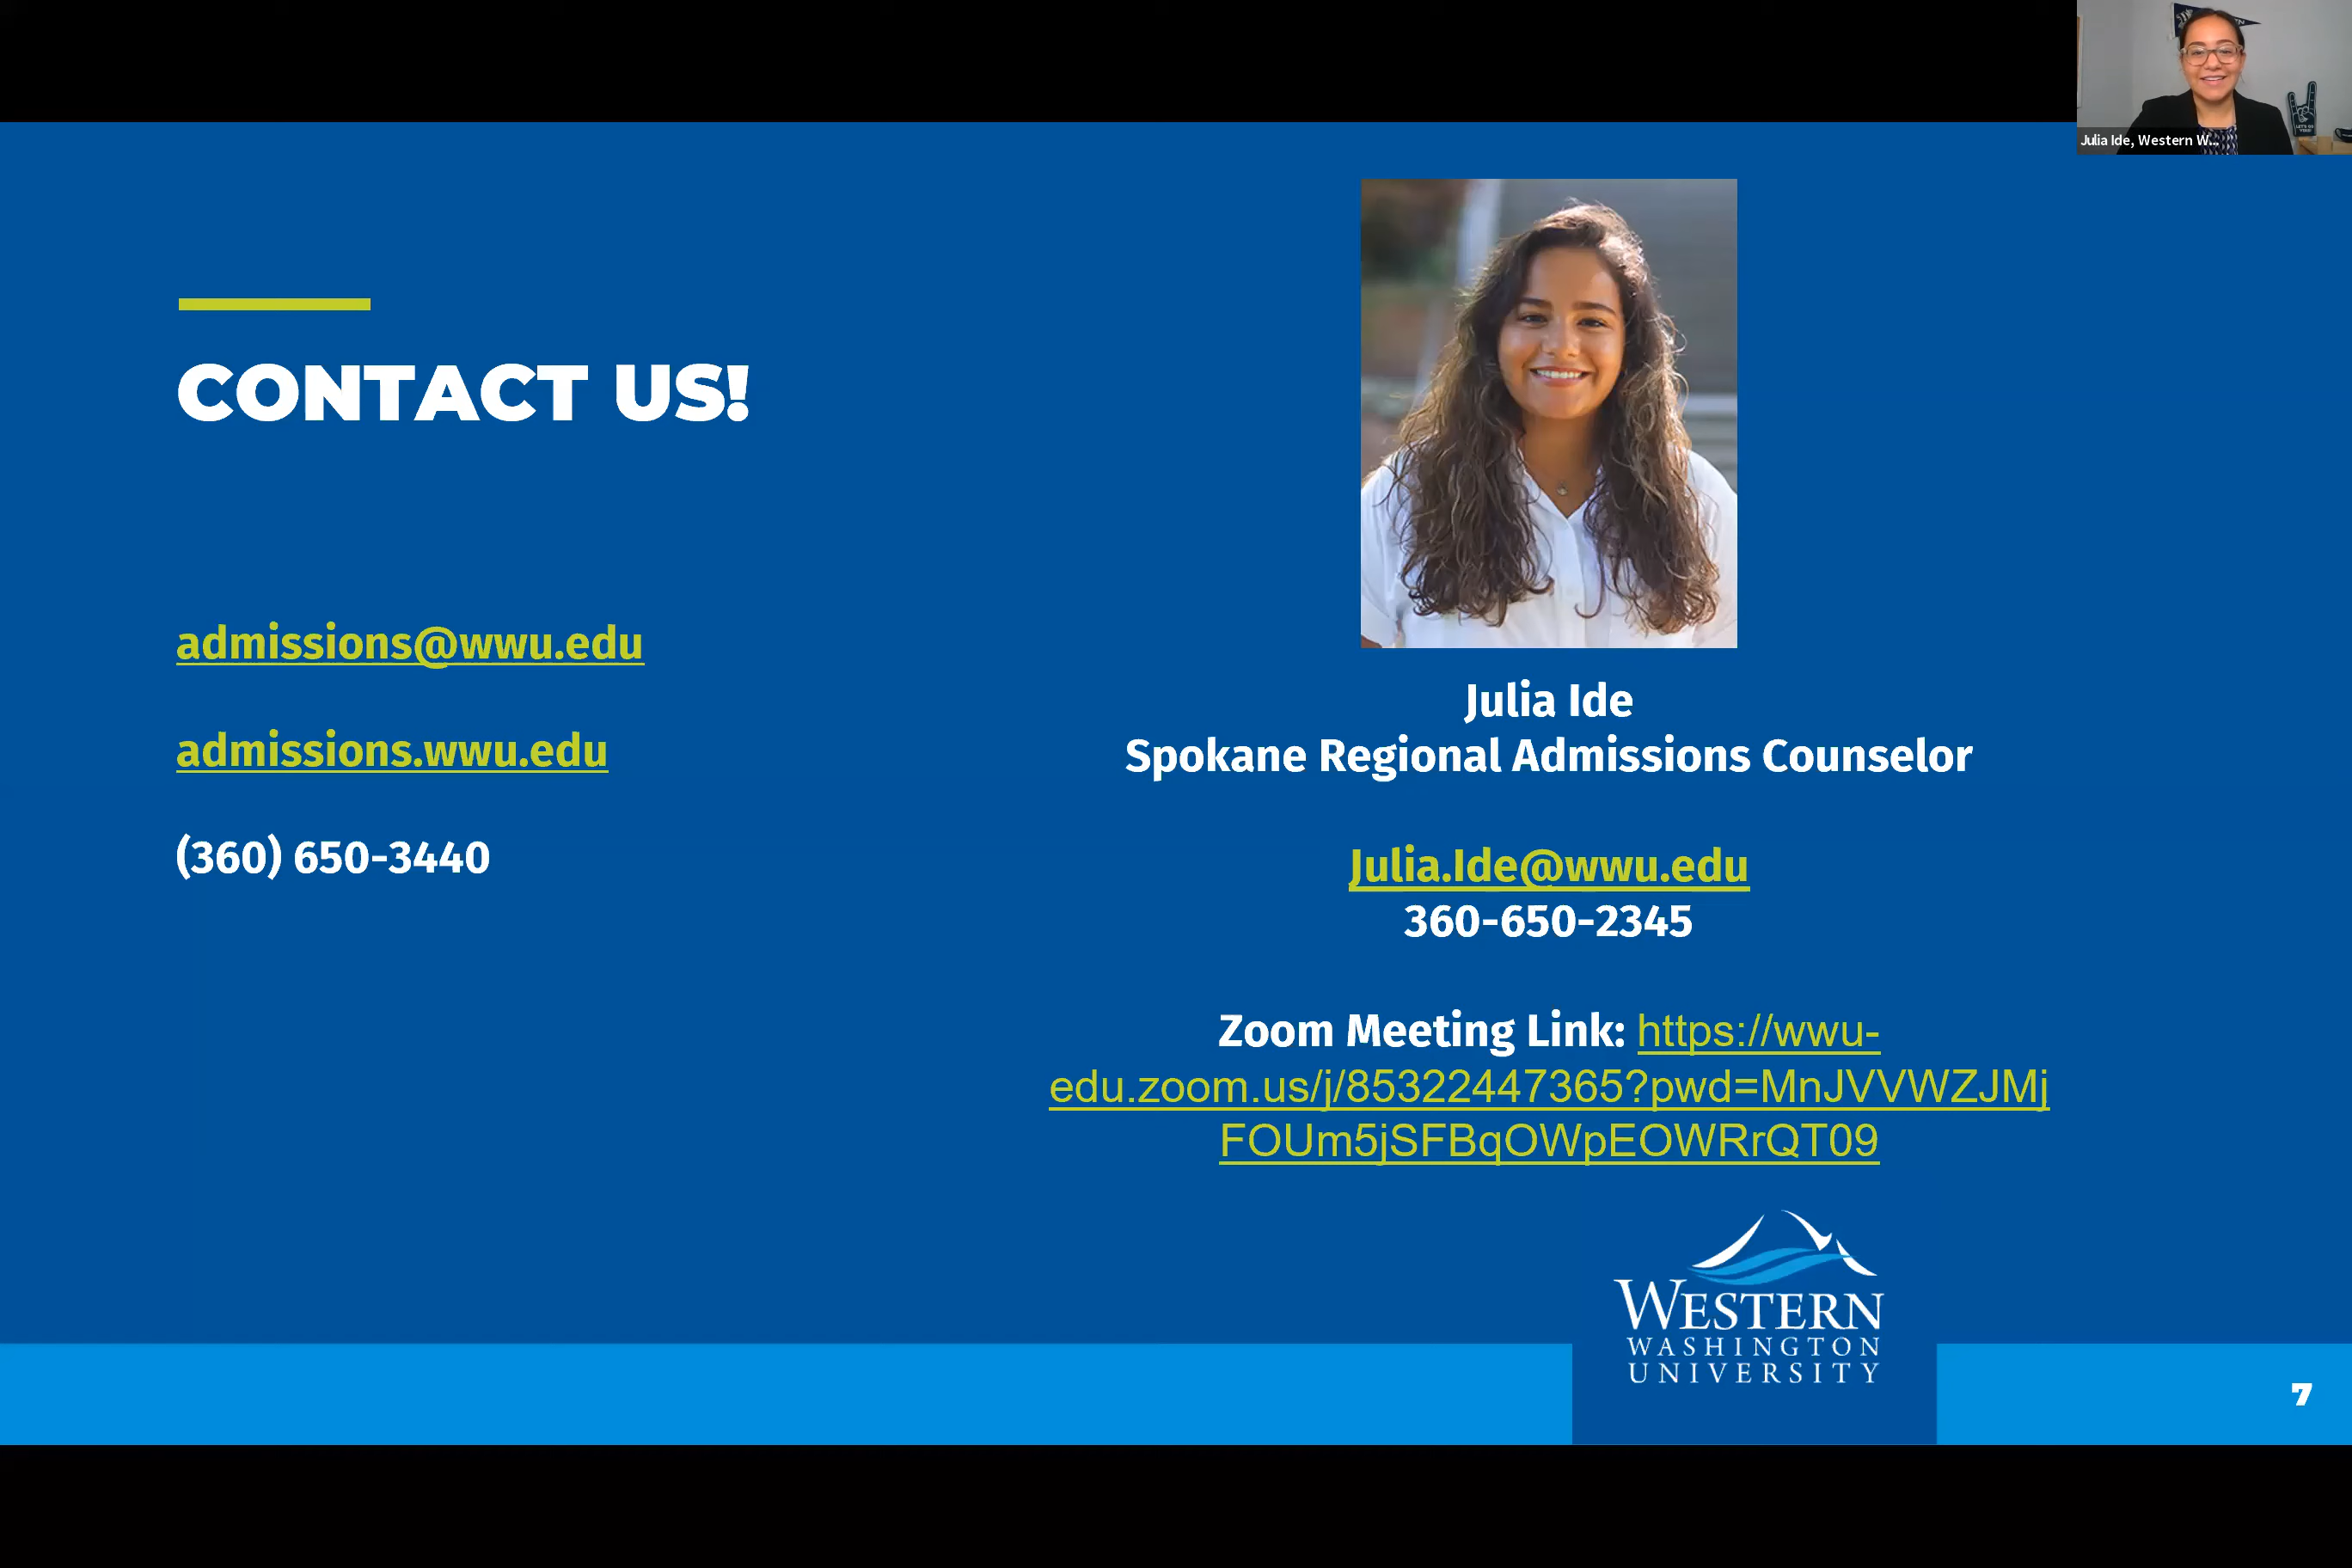 Julia Ide, Western W...
CONTACT US!
admissions@wwu.edu
admissions.wwu.edu
(360) 650-3440
Julia Ide
Spokane Regional Admissions Counselor
Julia.Ide@wwu.edu
360-650-2345
Zoom Meeting Link: https://wwu-
edu.zoom.us/j/85322447365?pwd=MnJVVWZJMj
FOUm5jSFBqOWpEOWRrQT09
WESTERN
WASHINGTON
UNIVERSITY
7